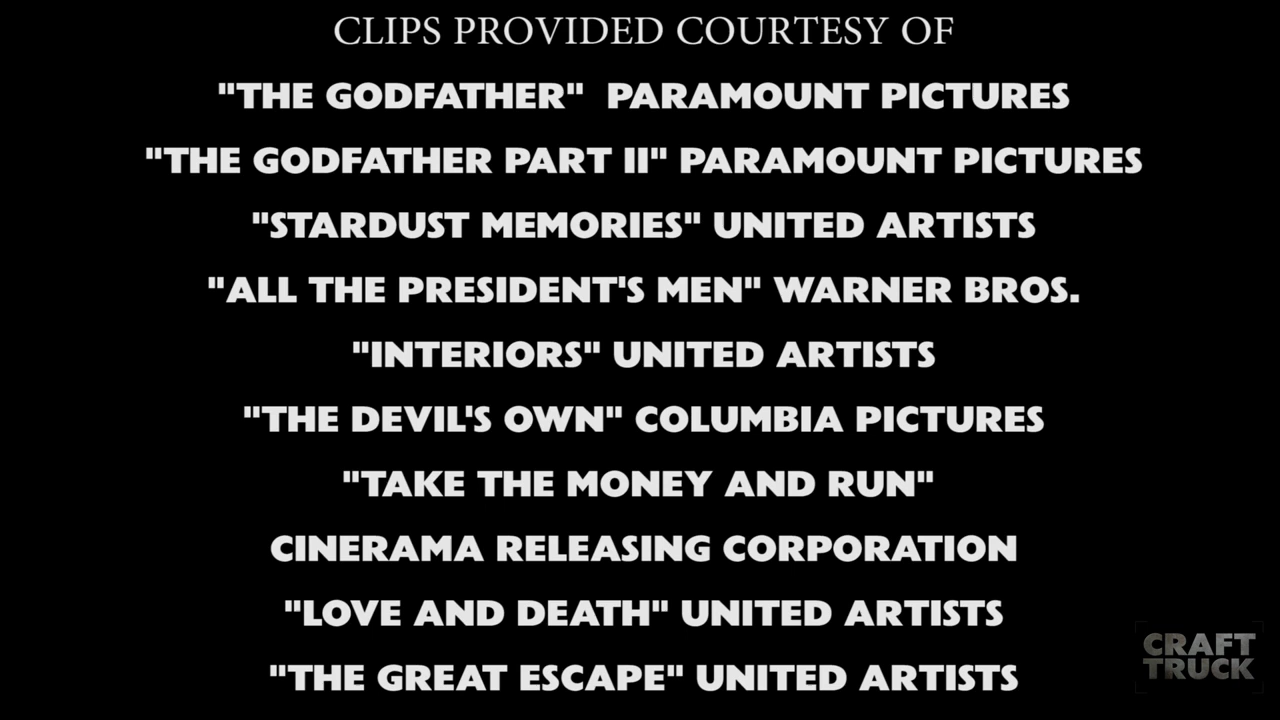 CLIPS PROVIDED COURTESY OF
"THE GODFATHER"  PARAMOUNT PICTURES
"THE GODFATHER PART II" PARAMOUNT PICTURES
"STARDUST MEMORIES" UNITED ARTISTS
"ALL THE PRESIDENT'S MEN" WARNER BROS.
"INTERIORS" UNITED ARTISTS
"THE DEVIL'S OWN" COLUMBIA PICTURES
"TAKE THE MONEY AND RUN"
CINERAMA RELEASING CORPORATION
"LOVE AND DEATH" UNITED ARTISTS
"THE GREAT ESCAPE" UNITED ARTISTS
CRAFT
TRUCK